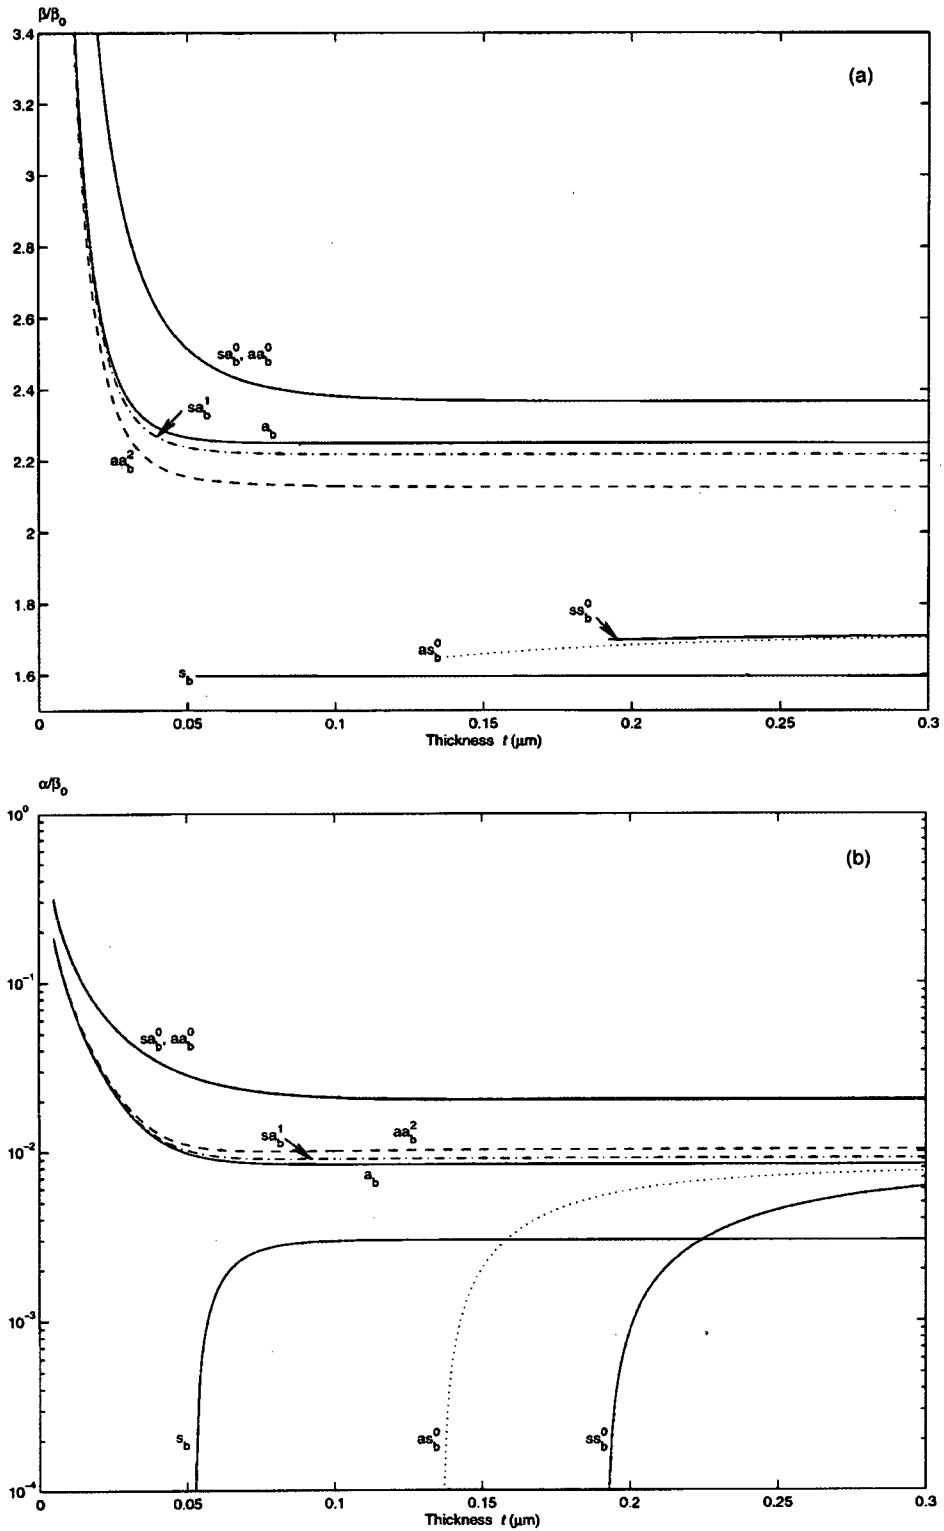 β/β₀
3.4
(a)
3.2
3
2.8
2.6
sa_b^0, aa_b^0
2.4
sa_b^1
a_b
2.2
aa_b^2
2
1.8
ss_b^0
as_b^0
s_b
1.6
0 0.05 0.1 0.15 0.2 0.25 0.3
Thickness t (μm)
α/β₀
10^0
(b)
10^-1
sa_b^0, aa_b^0
sa_b^1
aa_b^2
10^-2
a_b
10^-3
s_b
as_b^0
ss_b^0
10^-4
0 0.05 0.1 0.15 0.2 0.25 0.3
Thickness t (μm)